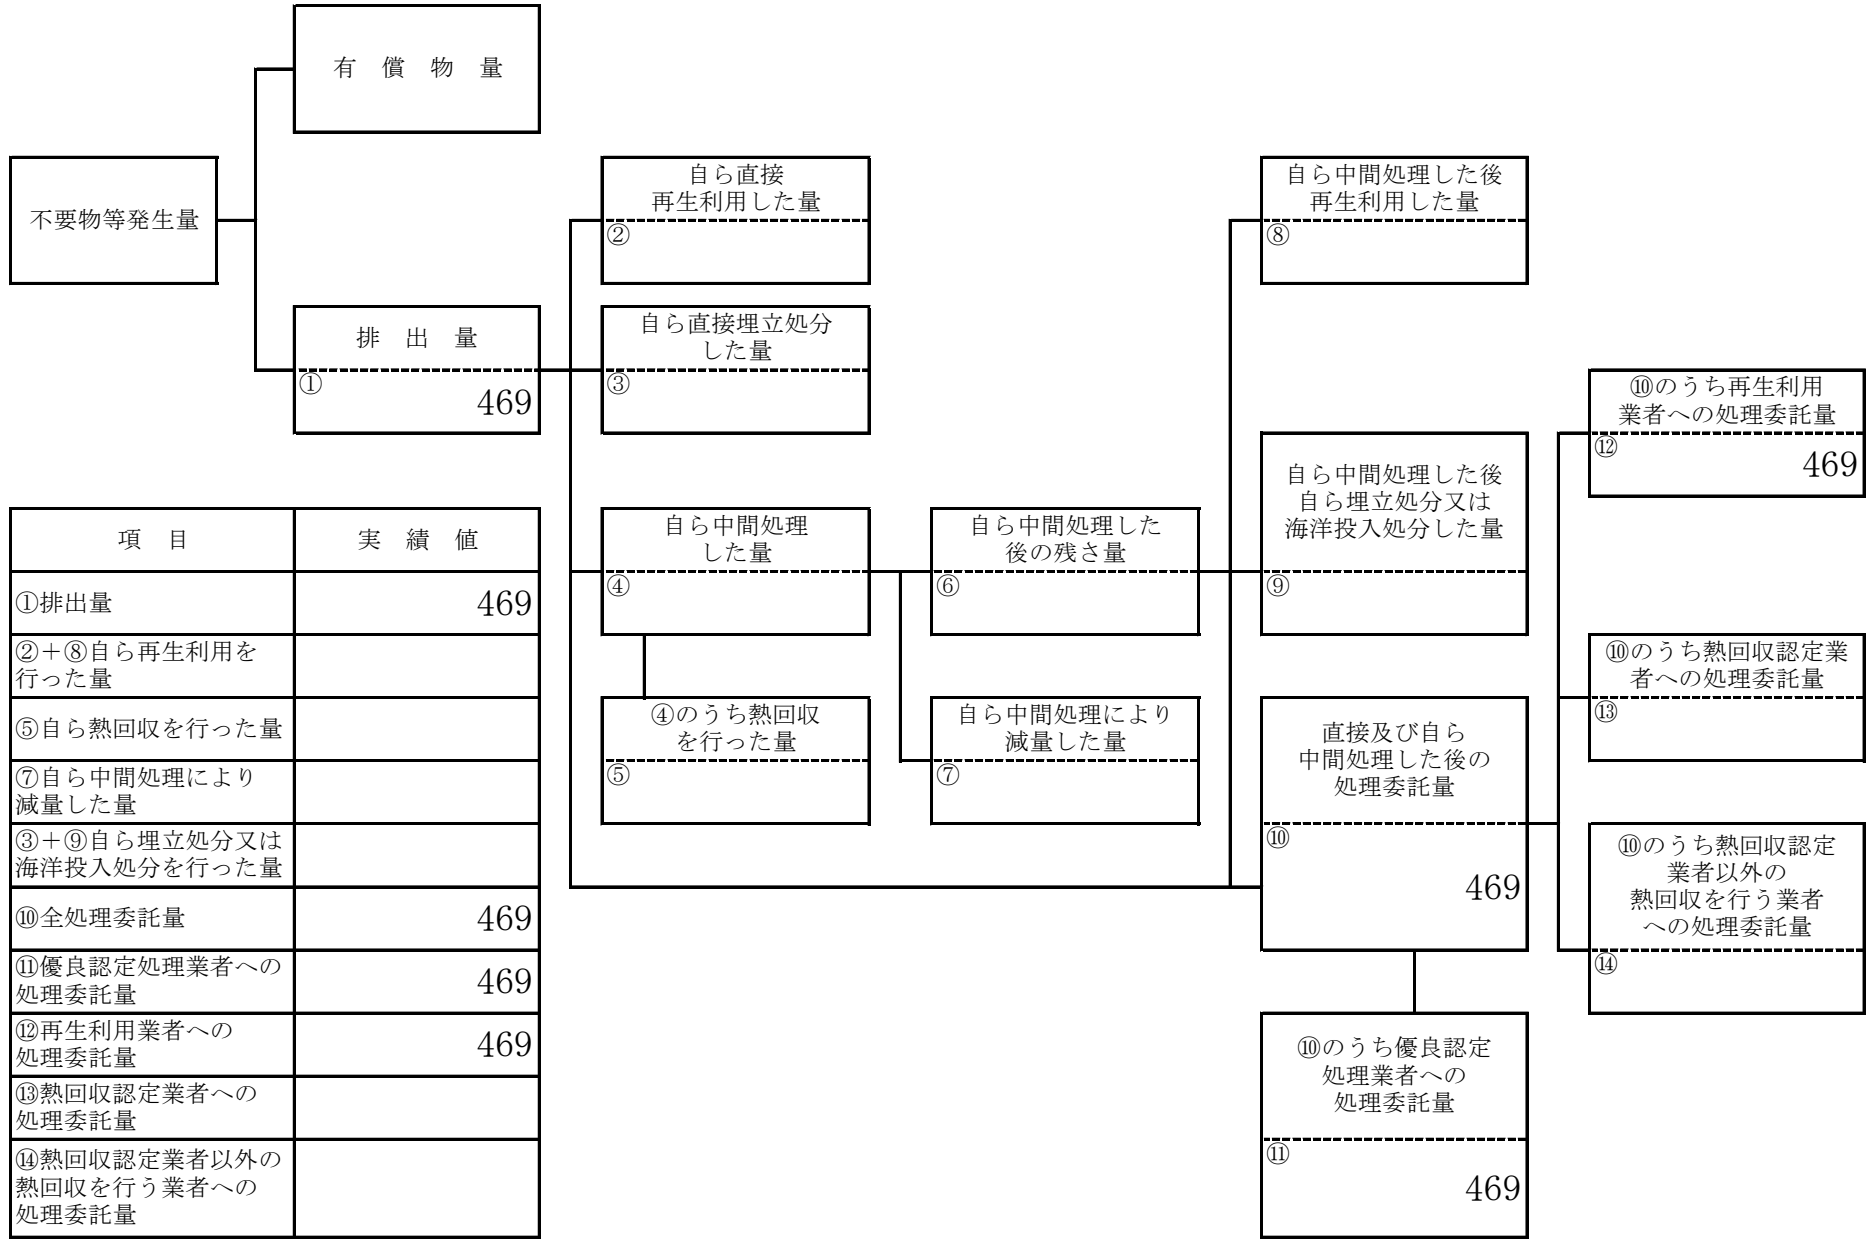 有　償　物　量
不要物等発生量
排　出　量
①
469
自ら直接
再生利用した量
②
自ら直接埋立処分
した量
③
自ら中間処理
した量
④
④のうち熱回収
を行った量
⑤
自ら中間処理した
後の残さ量
⑥
自ら中間処理により
減量した量
⑦
自ら中間処理した後
再生利用した量
⑧
自ら中間処理した後
自ら埋立処分又は
海洋投入処分した量
⑨
直接及び自ら
中間処理した後の
処理委託量
⑩
469
⑩のうち優良認定
処理業者への
処理委託量
⑪
469
⑩のうち再生利用
業者への処理委託量
⑫
469
⑩のうち熱回収認定業
者への処理委託量
⑬
⑩のうち熱回収認定
業者以外の
熱回収を行う業者
への処理委託量
⑭
項　目　実　績　値
①排出量　469
②＋⑧自ら再生利用を
行った量
⑤自ら熱回収を行った量
⑦自ら中間処理により
減量した量
③＋⑨自ら埋立処分又は
海洋投入処分を行った量
⑩全処理委託量　469
⑪優良認定処理業者への
処理委託量
469
⑫再生利用業者への
処理委託量
469
⑬熱回収認定業者への
処理委託量
⑭熱回収認定業者以外の
熱回収を行う業者への
処理委託量